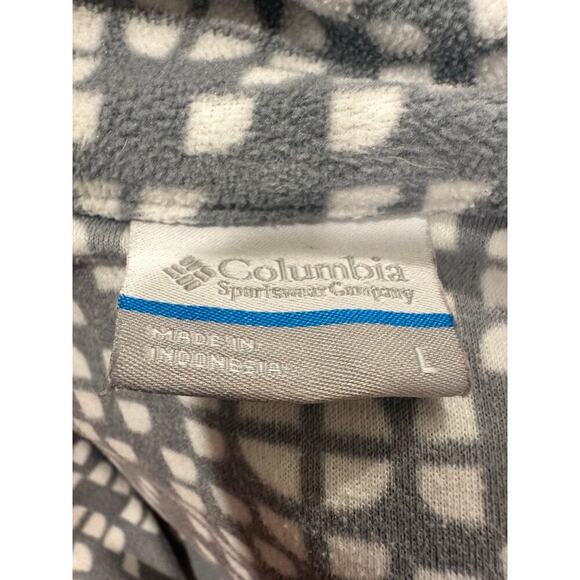 Columbia
Sportswear Company
MADE IN
INDONESIA
L